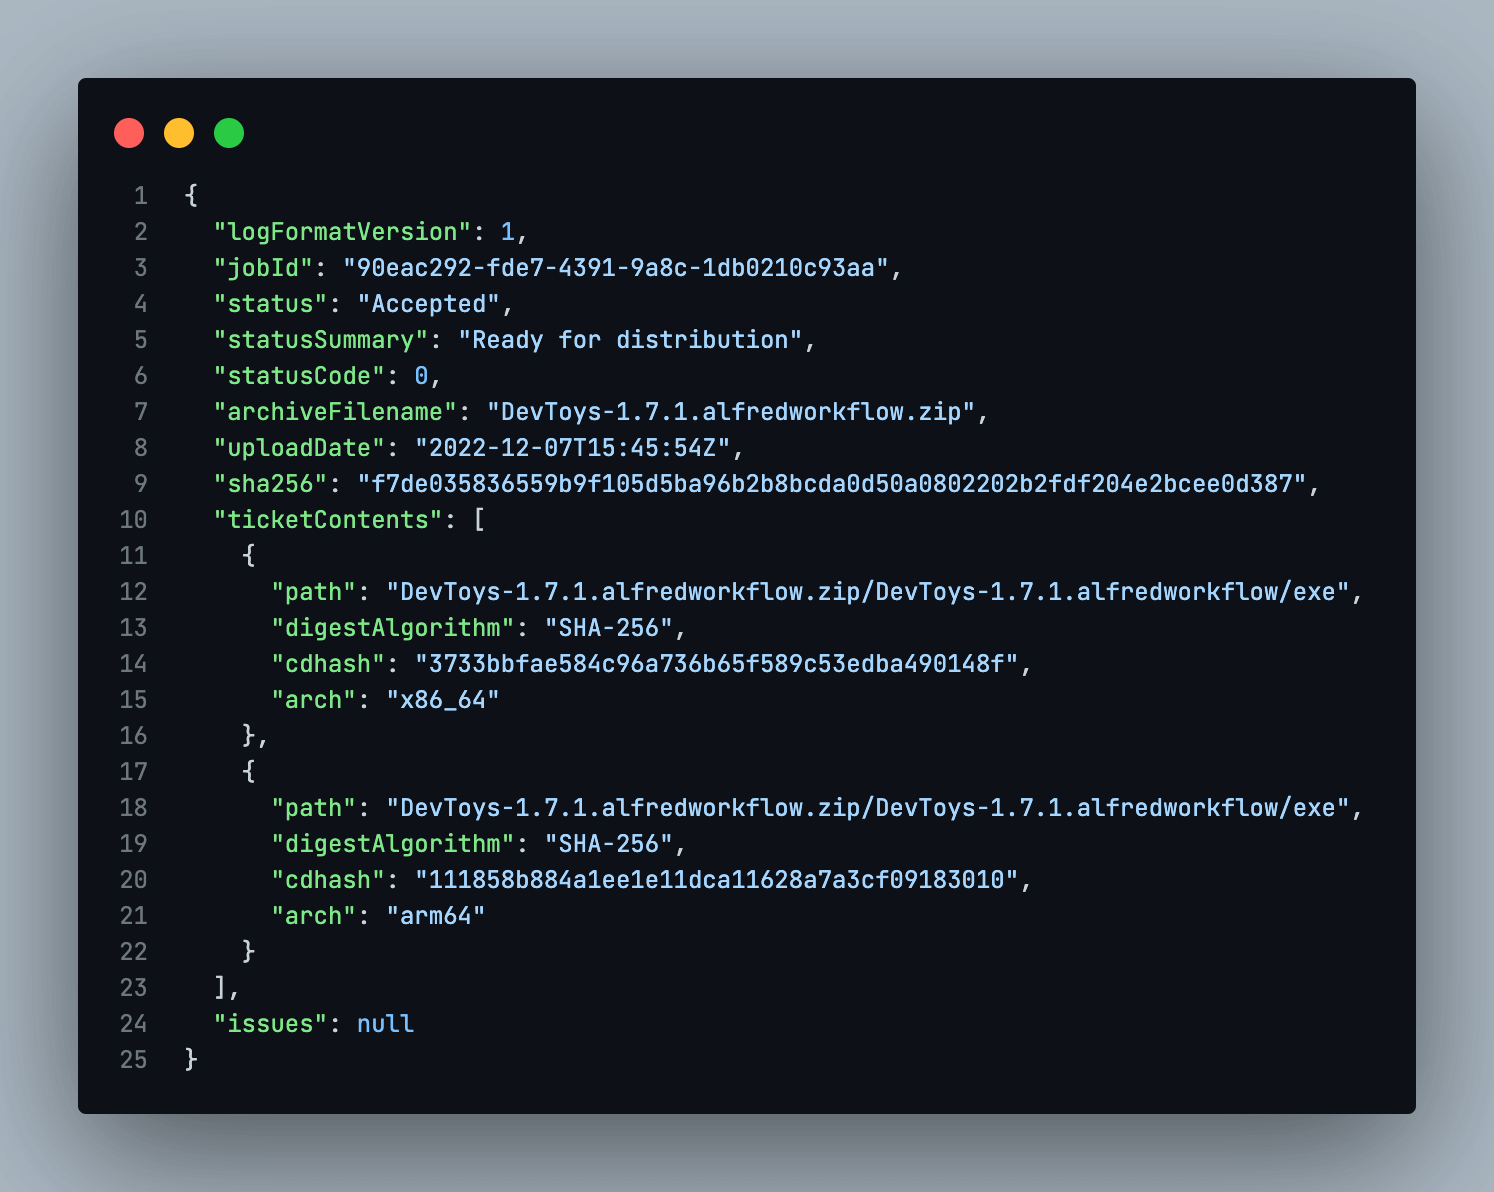 1 {
2   "logFormatVersion": 1,
3   "jobId": "90eac292-fde7-4391-9a8c-1db0210c93aa",
4   "status": "Accepted",
5   "statusSummary": "Ready for distribution",
6   "statusCode": 0,
7   "archiveFilename": "DevToys-1.7.1.alfredworkflow.zip",
8   "uploadDate": "2022-12-07T15:45:54Z",
9   "sha256": "f7de035836559b9f105d5ba96b2b8bcda0d50a0802202b2fdf204e2bcee0d387",
10   "ticketContents": [
11     {
12       "path": "DevToys-1.7.1.alfredworkflow.zip/DevToys-1.7.1.alfredworkflow/exe",
13       "digestAlgorithm": "SHA-256",
14       "cdhash": "3733bbfae584c96a736b65f589c53edba490148f",
15       "arch": "x86_64"
16     },
17     {
18       "path": "DevToys-1.7.1.alfredworkflow.zip/DevToys-1.7.1.alfredworkflow/exe",
19       "digestAlgorithm": "SHA-256",
20       "cdhash": "111858b884a1ee1e11dca11628a7a3cf09183010",
21       "arch": "arm64"
22     }
23   ],
24   "issues": null
25 }